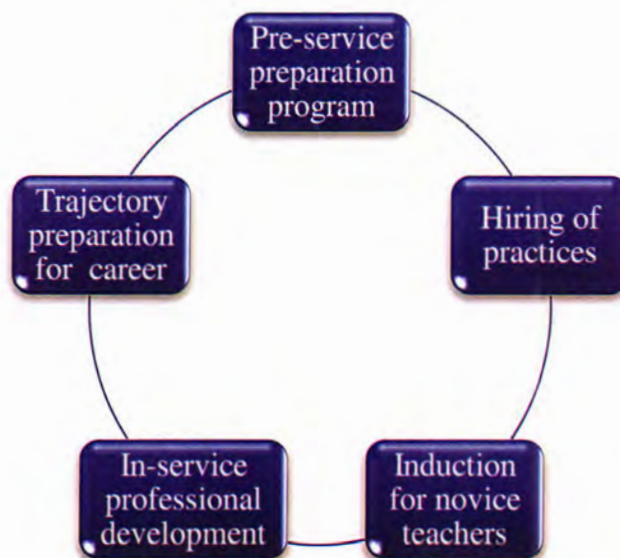 Pre-service
preparation
program
Hiring of
practices
Induction
for novice
teachers
In-service
professional
development
Trajectory
preparation
for career